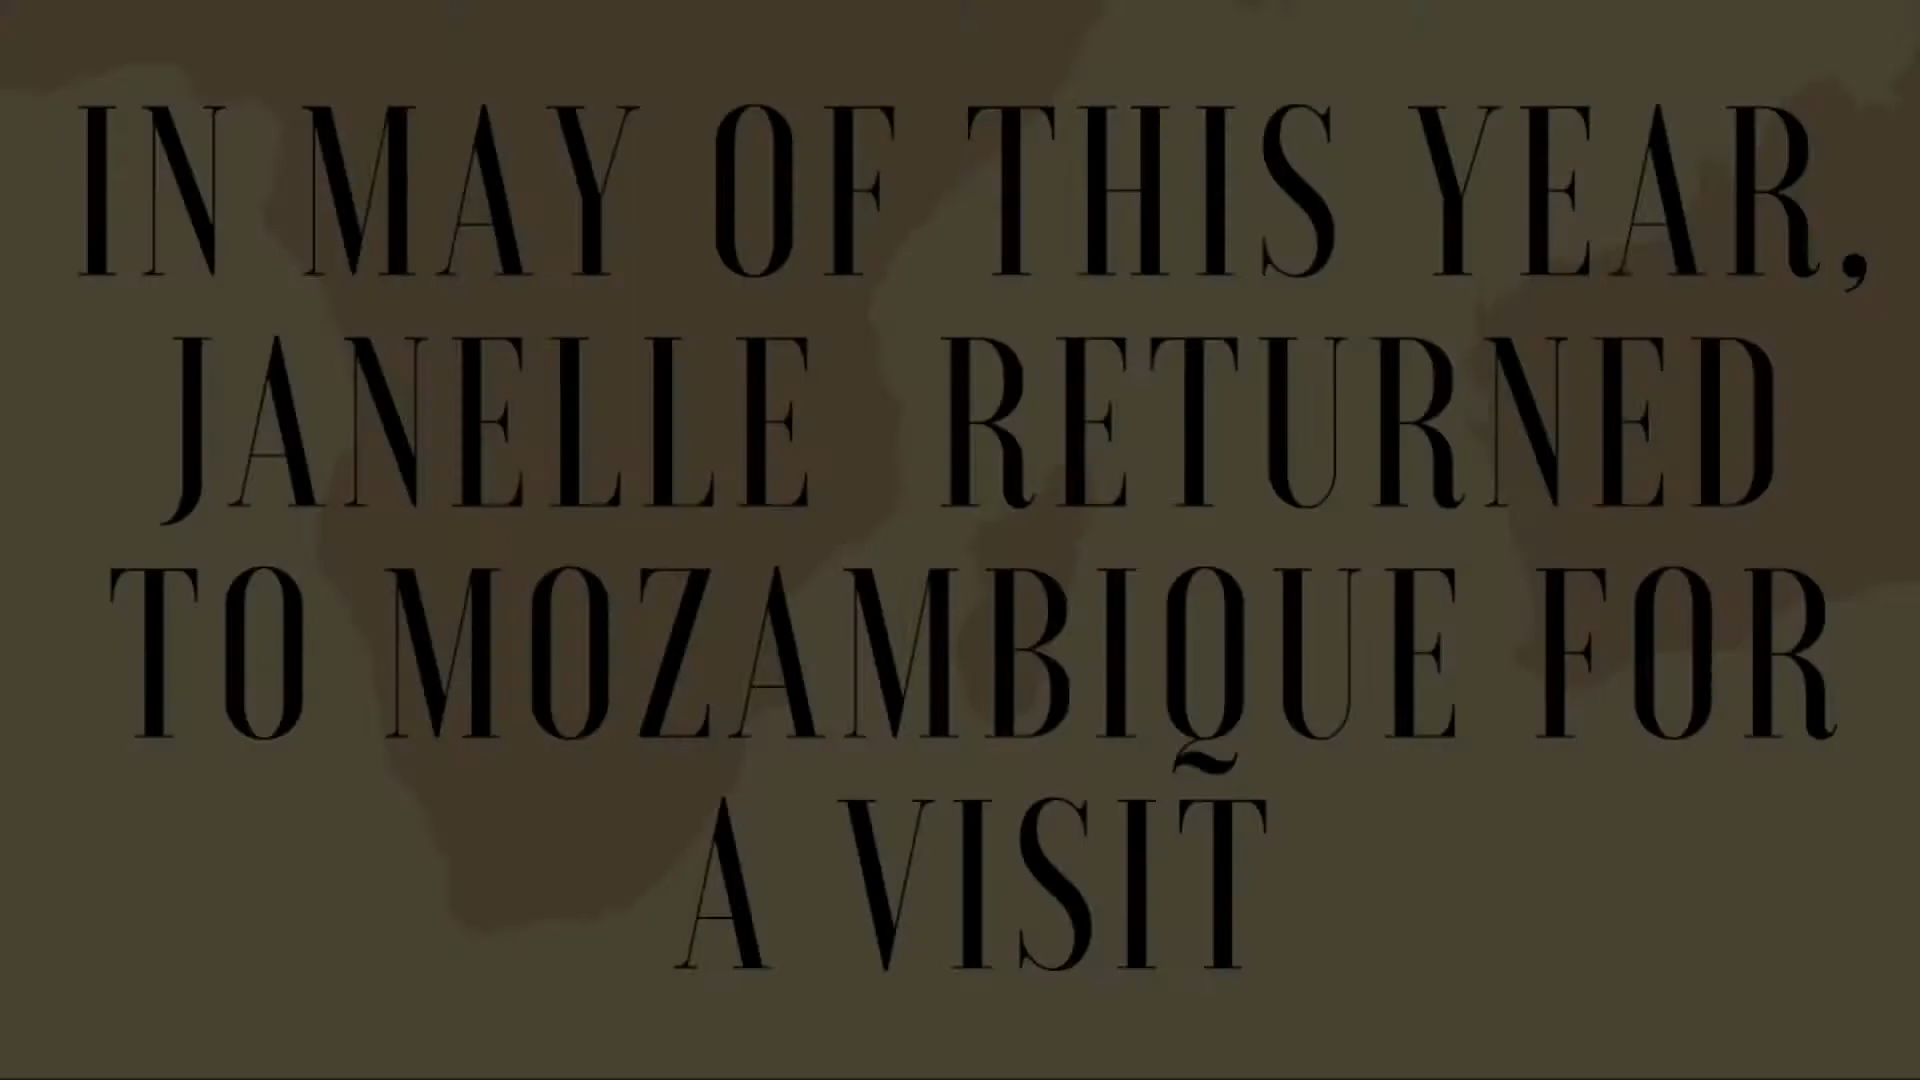 IN MAY OF THIS YEAR,
JANELLE RETURNED
TO MOZAMBIQUE FOR
A VISIT